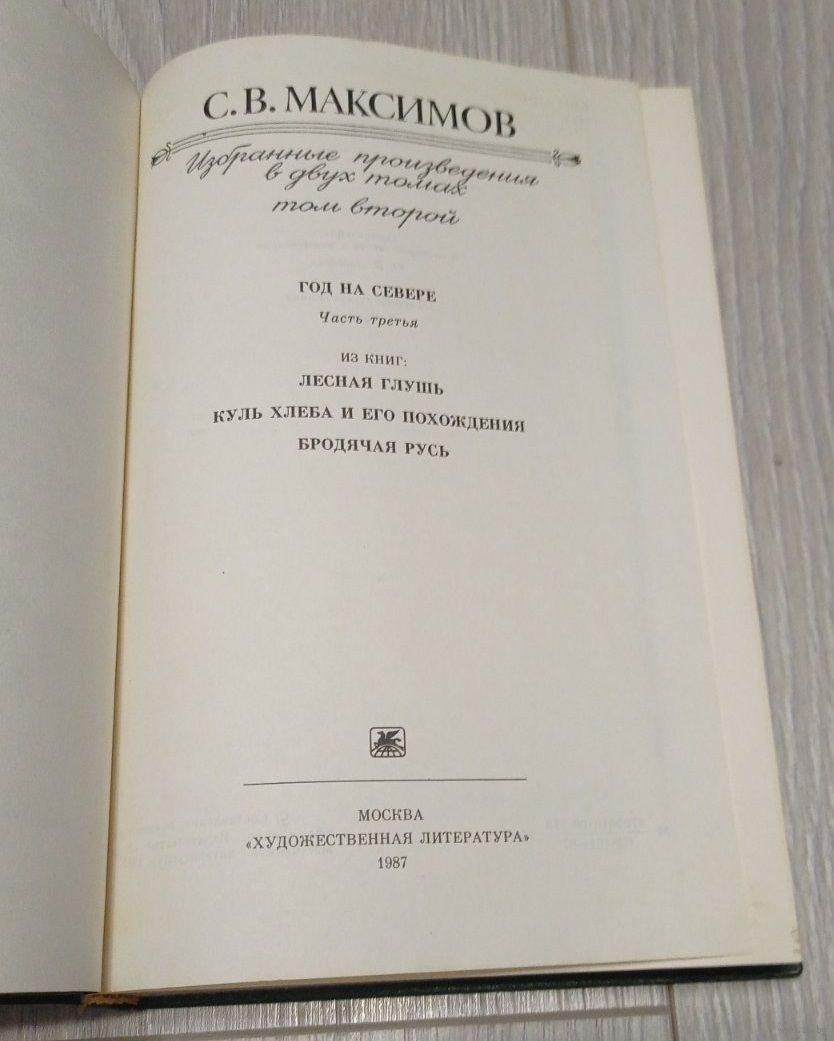 С. В. МАКСИМОВ
Избранные произведения
в двух томах
том второй
ГОД НА СЕВЕРЕ
Часть третья
ИЗ КНИГ:
ЛЕСНАЯ ГЛУШЬ
КУЛЬ ХЛЕБА И ЕГО ПОХОЖДЕНИЯ
БРОДЯЧАЯ РУСЬ
МОСКВА
«ХУДОЖЕСТВЕННАЯ ЛИТЕРАТУРА»
1987